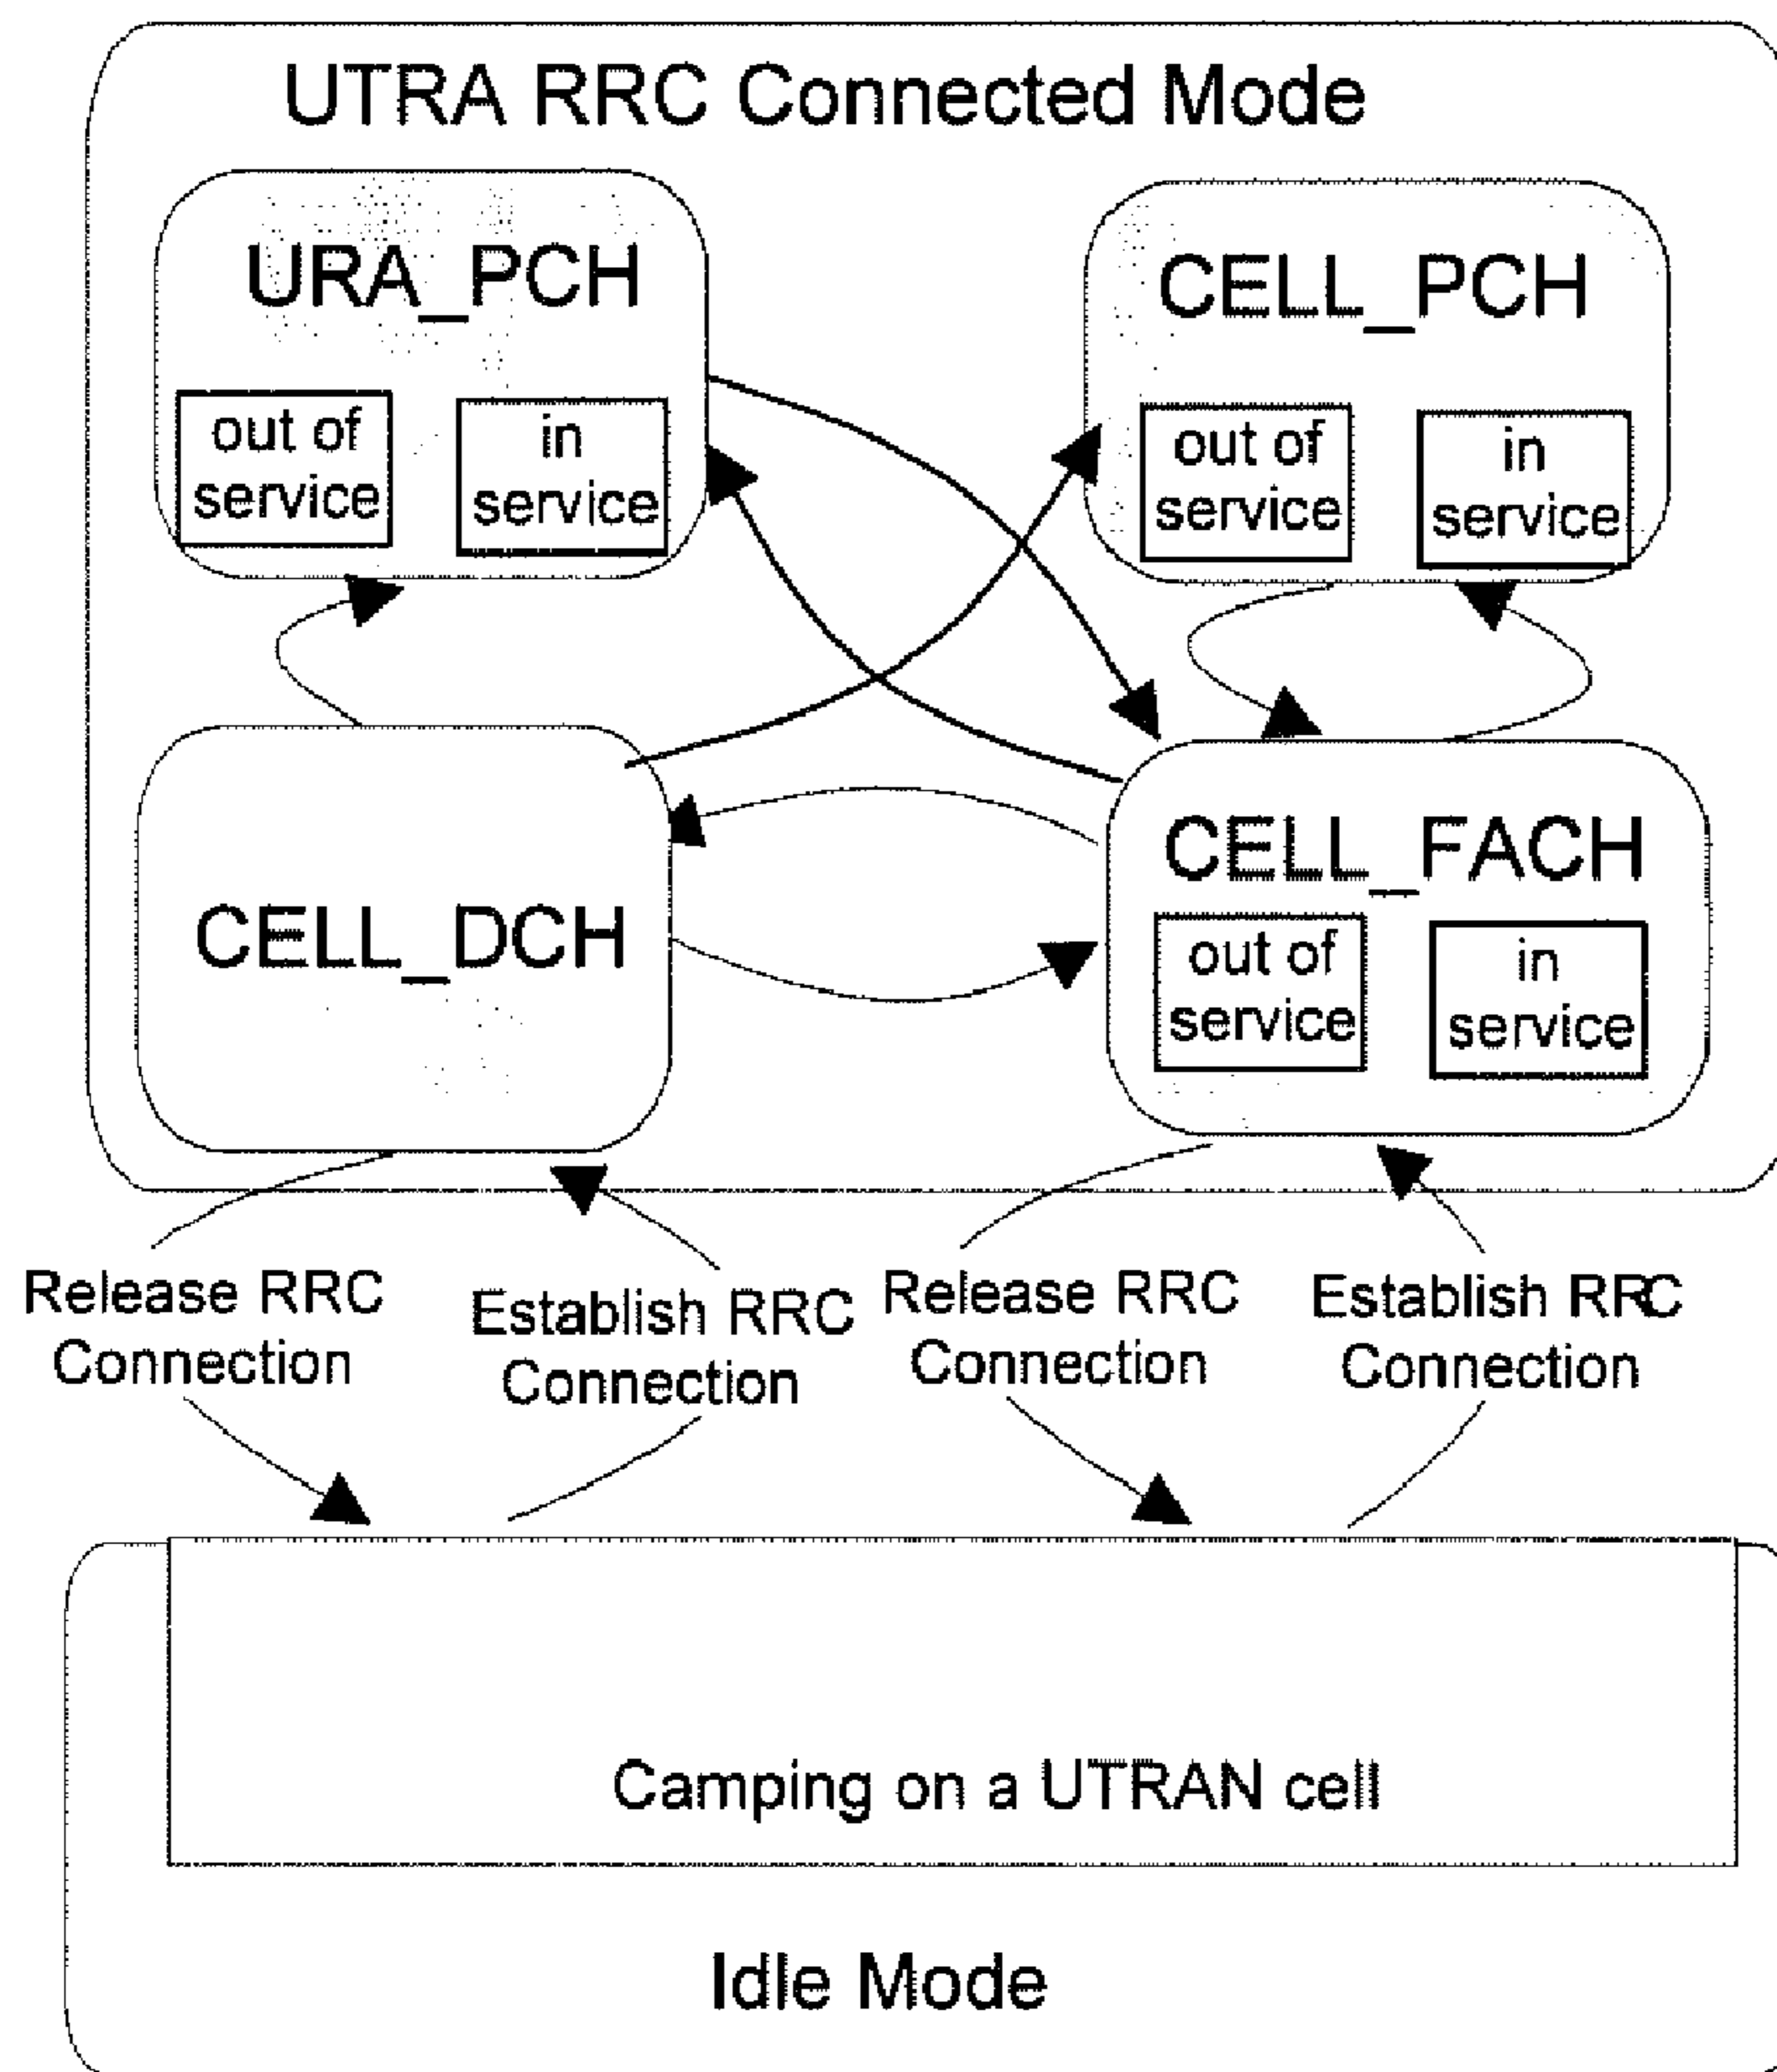 UTRA RRC Connected Mode
URA_PCH
out of
service
in
service
CELL_PCH
out of
service
in
service
CELL_DCH
CELL_FACH
out of
service
in
service
Release RRC
Connection
Establish RRC
Connection
Release RRC
Connection
Establish RRC
Connection
Camping on a UTRAN cell
Idle Mode